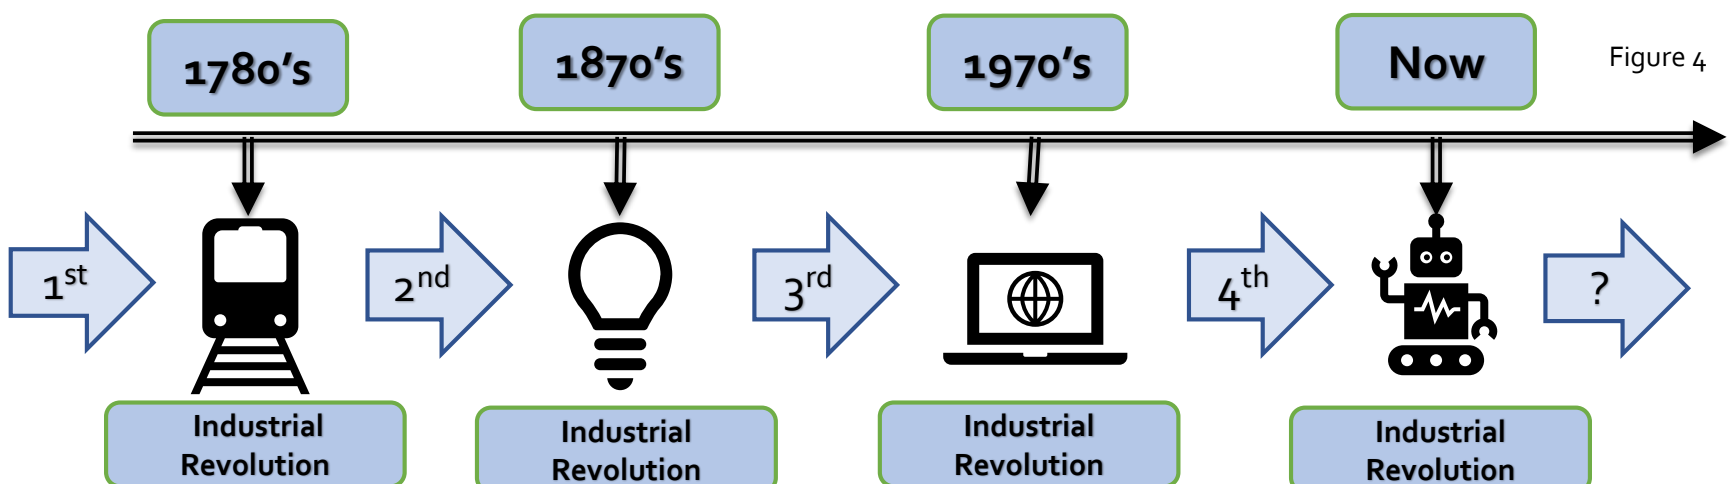 1780's
1870's
1970's
Now
Figure 4
1st
2nd
3rd
4th
?
Industrial
Revolution
Industrial
Revolution
Industrial
Revolution
Industrial
Revolution